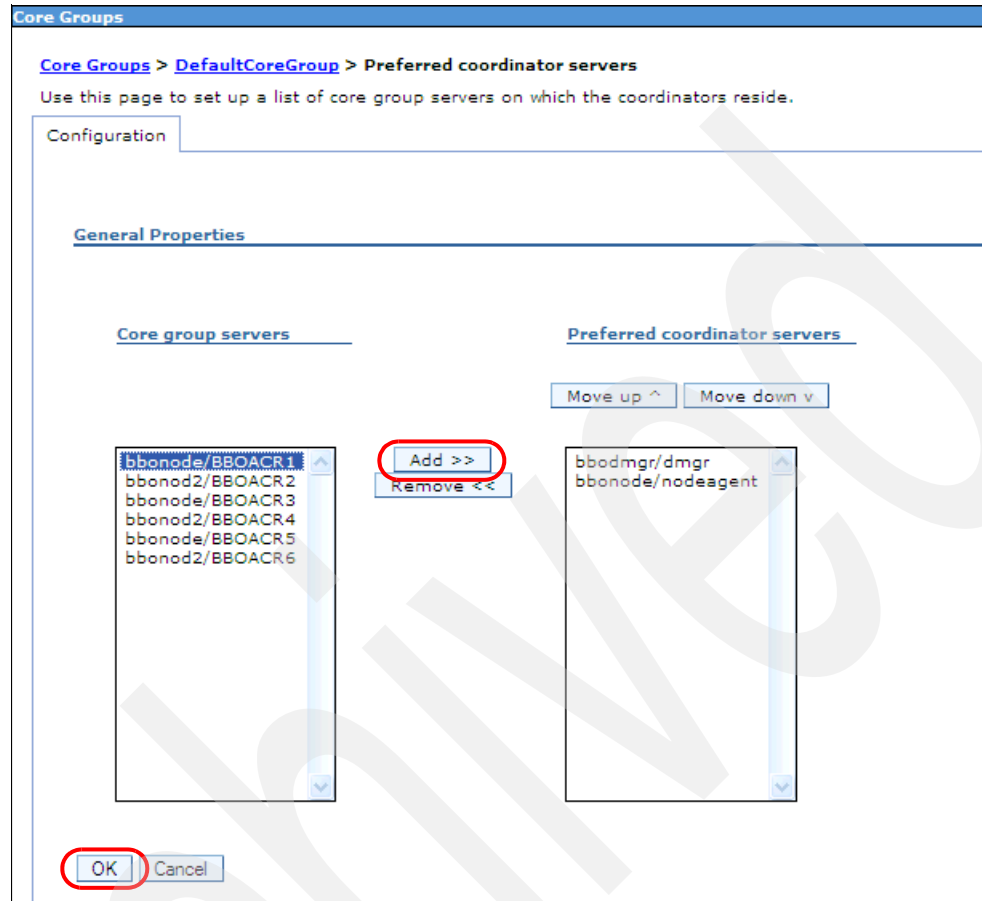 Core Groups
Core Groups > DefaultCoreGroup > Preferred coordinator servers
Use this page to set up a list of core group servers on which the coordinators reside.
Configuration
General Properties
Core group servers
Preferred coordinator servers
Move up ^ Move down v
bbonode/BBOACR1
bbonod2/BBOACR2
bbonode/BBOACR3
bbonod2/BBOACR4
bbonode/BBOACR5
bbonod2/BBOACR6
Add >>
Remove <<
bbodmgr/dmgr
bbonode/nodeagent
OK Cancel